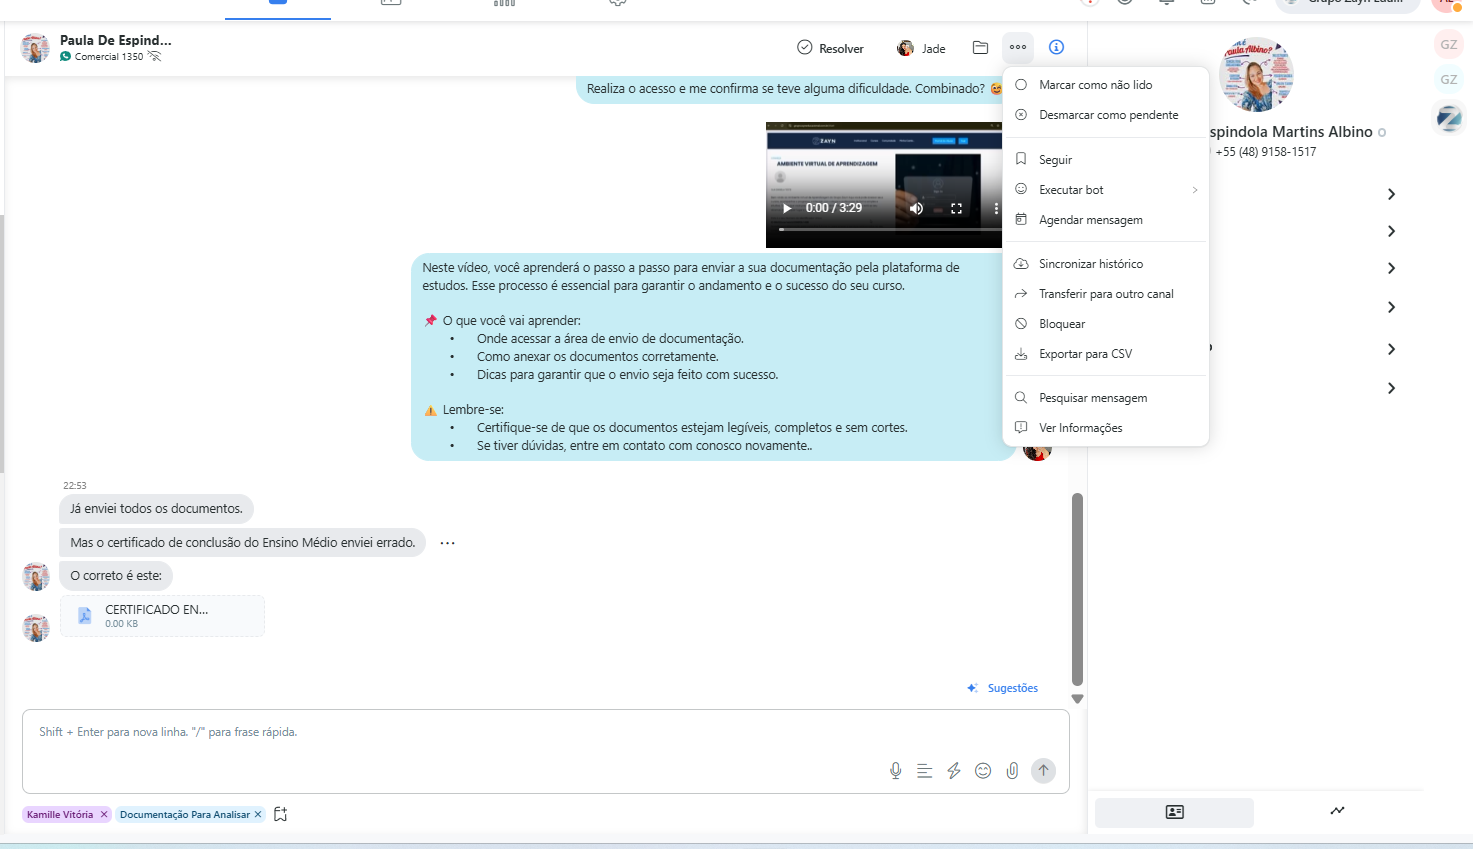 Paula De Espind...
Comercial 1350
Resolver
Jade
Realiza o acesso e me confirma se teve alguma dificuldade. Combinado?
ZAYN
AMBIENTE VIRTUAL DE APRENDIZAGEM
0:00 / 3:29
Neste vídeo, você aprenderá o passo a passo para enviar a sua documentação pela plataforma de
estudos. Esse processo é essencial para garantir o andamento e o sucesso do seu curso.
📌 O que você vai aprender:
• Onde acessar a área de envio de documentação.
• Como anexar os documentos corretamente.
• Dicas para garantir que o envio seja feito com sucesso.
⚠️ Lembre-se:
• Certifique-se de que os documentos estejam legíveis, completos e sem cortes.
• Se tiver dúvidas, entre em contato com conosco novamente..
22:53
Já enviei todos os documentos.
Mas o certificado de conclusão do Ensino Médio enviei errado.
O correto é este:
CERTIFICADO EN...
0.00 KB
Sugestões
Shift + Enter para nova linha. "/" para frase rápida.
Kamille Vitória ×
Documentação Para Analisar ×
Marcar como não lido
Desmarcar como pendente
Seguir
Executar bot
Agendar mensagem
Sincronizar histórico
Transferir para outro canal
Bloquear
Exportar para CSV
Pesquisar mensagem
Ver Informações
spindola Martins Albino
+55 (48) 9158-1517
GZ
GZ